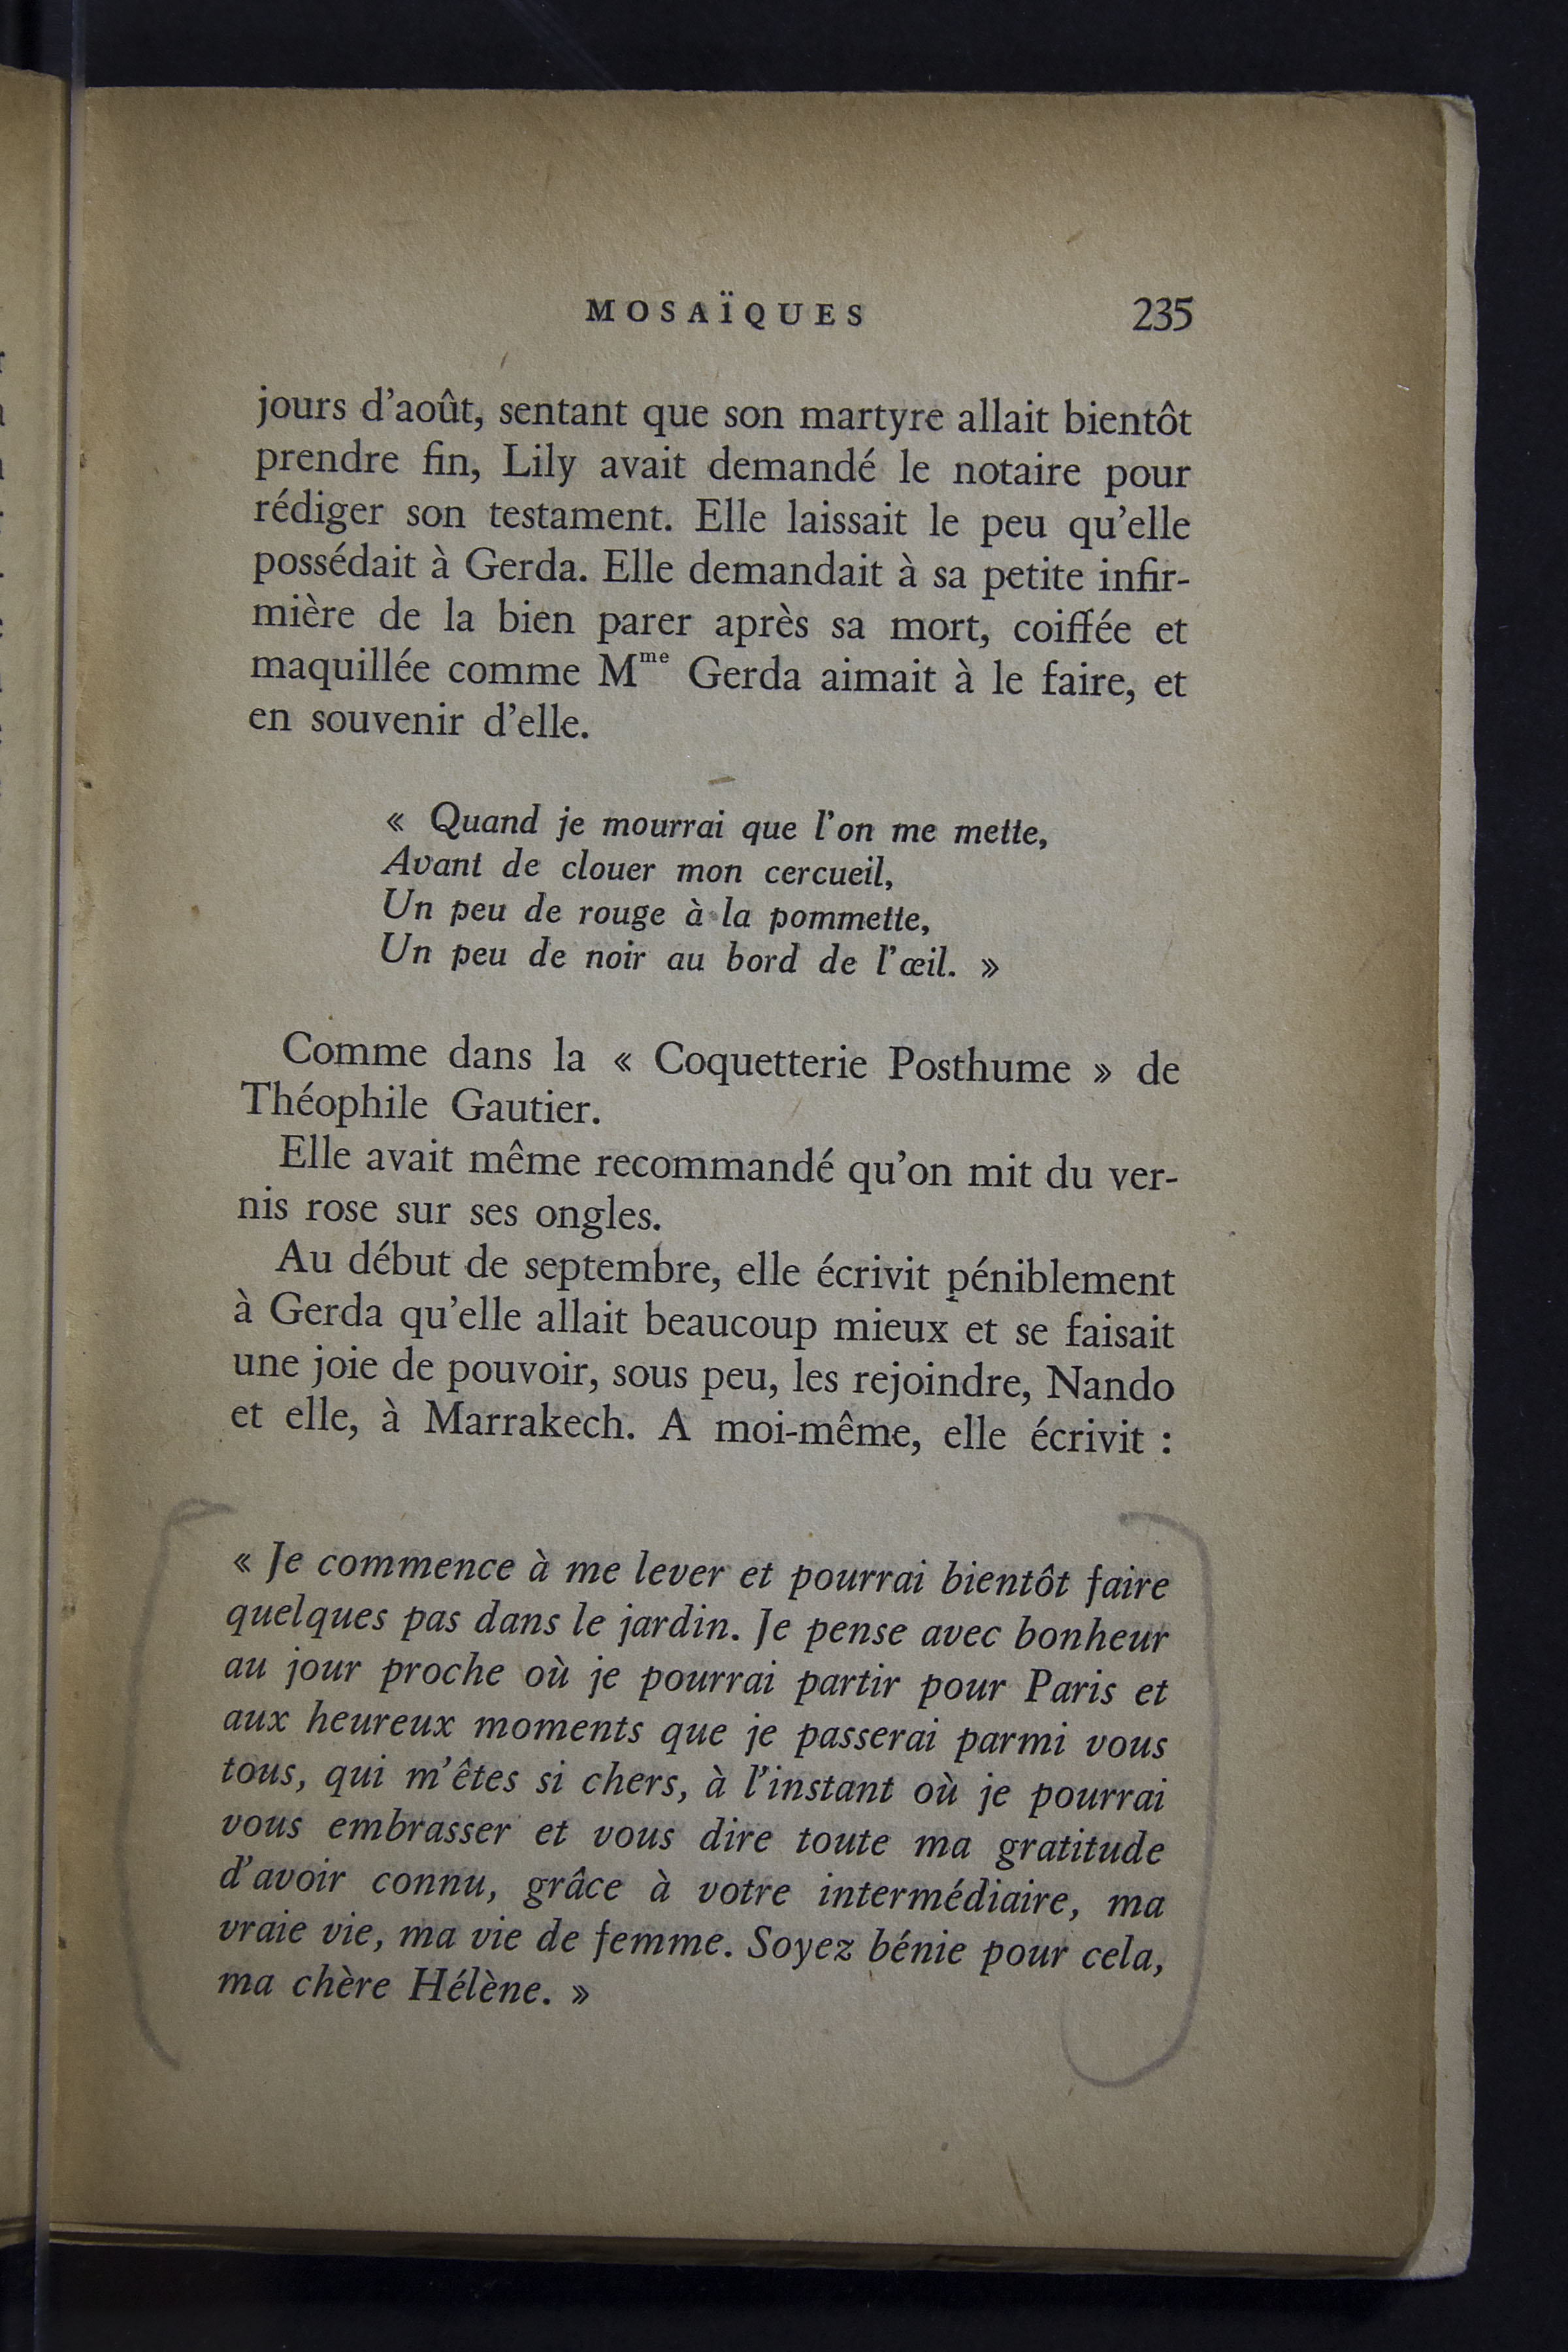 MOSAÏQUES 235
jours d'août, sentant que son martyre allait bientôt
prendre fin, Lily avait demandé le notaire pour
rédiger son testament. Elle laissait le peu qu'elle
possédait à Gerda. Elle demandait à sa petite infir-
mière de la bien parer après sa mort, coiffée et
maquillée comme Mme Gerda aimait à le faire, et
en souvenir d'elle.
« Quand je mourrai que l'on me mette,
Avant de clouer mon cercueil,
Un peu de rouge à la pommette,
Un peu de noir au bord de l'œil. »
Comme dans la « Coquetterie Posthume » de
Théophile Gautier.
Elle avait même recommandé qu'on mit du ver-
nis rose sur ses ongles.
Au début de septembre, elle écrivit péniblement
à Gerda qu'elle allait beaucoup mieux et se faisait
une joie de pouvoir, sous peu, les rejoindre, Nando
et elle, à Marrakech. A moi-même, elle écrivit :
« Je commence à me lever et pourrai bientôt faire
quelques pas dans le jardin. Je pense avec bonheur
au jour proche où je pourrai partir pour Paris et
aux heureux moments que je passerai parmi vous
tous, qui m'êtes si chers, à l'instant où je pourrai
vous embrasser et vous dire toute ma gratitude
d'avoir connu, grâce à votre intermédiaire, ma
vraie vie, ma vie de femme. Soyez bénie pour cela,
ma chère Hélène. »